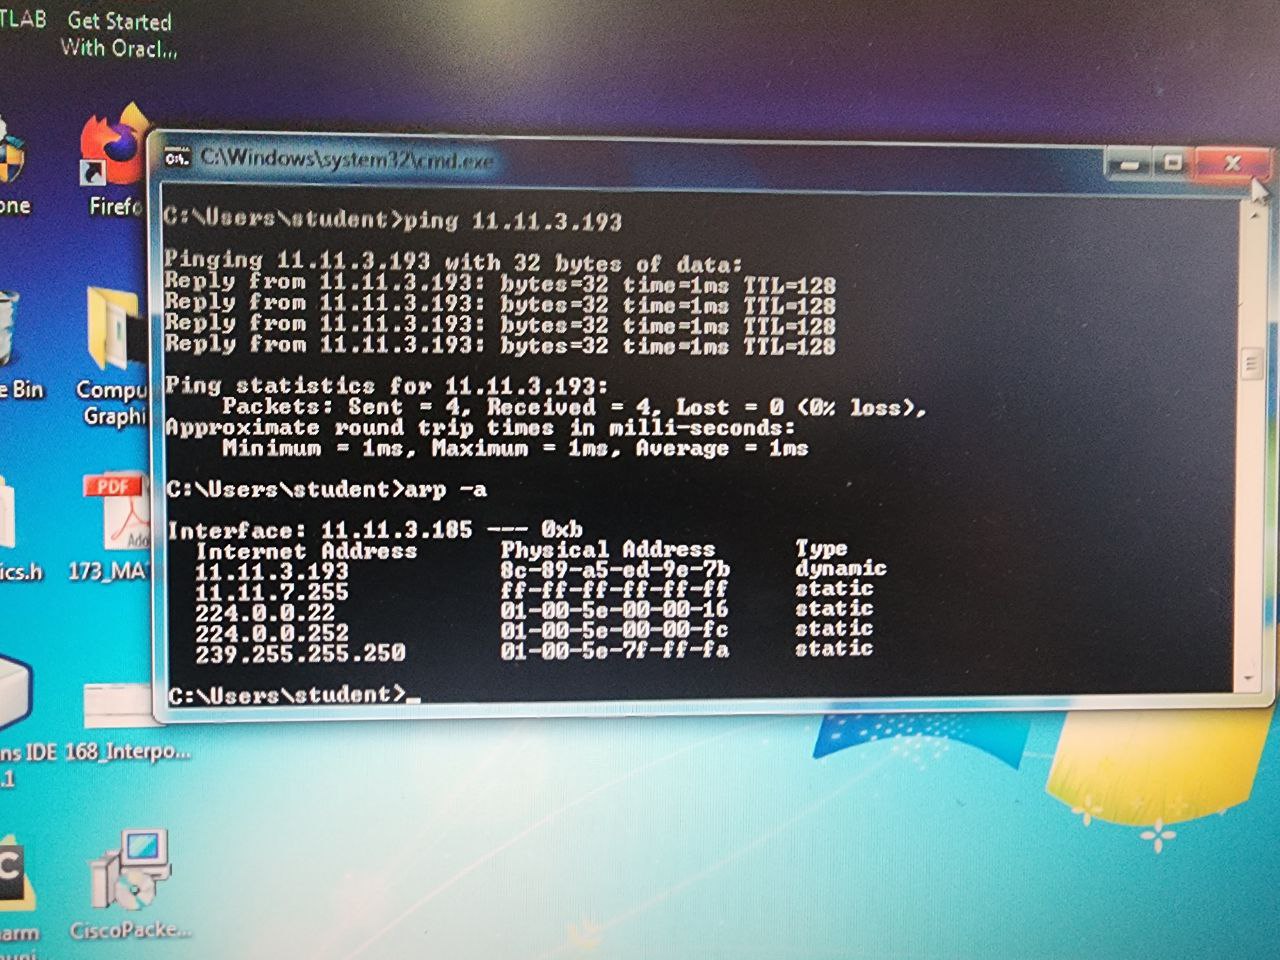 TLAB
Get Started
With Oracl...
C:\Windows\system32\cmd.exe
C:\Users\student>ping 11.11.3.193
Pinging 11.11.3.193 with 32 bytes of data:
Reply from 11.11.3.193: bytes=32 time=1ms TTL=128
Reply from 11.11.3.193: bytes=32 time=1ms TTL=128
Reply from 11.11.3.193: bytes=32 time=1ms TTL=128
Reply from 11.11.3.193: bytes=32 time=1ms TTL=128
Ping statistics for 11.11.3.193:
Packets: Sent = 4, Received = 4, Lost = 0 (0% loss),
Approximate round trip times in milli-seconds:
Minimum = 1ms, Maximum = 1ms, Average = 1ms
C:\Users\student>arp -a
Interface: 11.11.3.185 --- 0xb
Internet Address Physical Address Type
11.11.3.193 8c-89-a5-ed-9e-7b dynamic
11.11.7.255 ff-ff-ff-ff-ff-ff static
224.0.0.22 01-00-5e-00-00-16 static
224.0.0.252 01-00-5e-00-00-fc static
239.255.255.250 01-00-5e-7f-ff-fa static
C:\Users\student>_
one
Firefo
e Bin
Compu
Graphi
PDF
Ado
ics.h
173_MA
ns IDE
.1
168_Interpo...
C
arm
CiscoPacke...